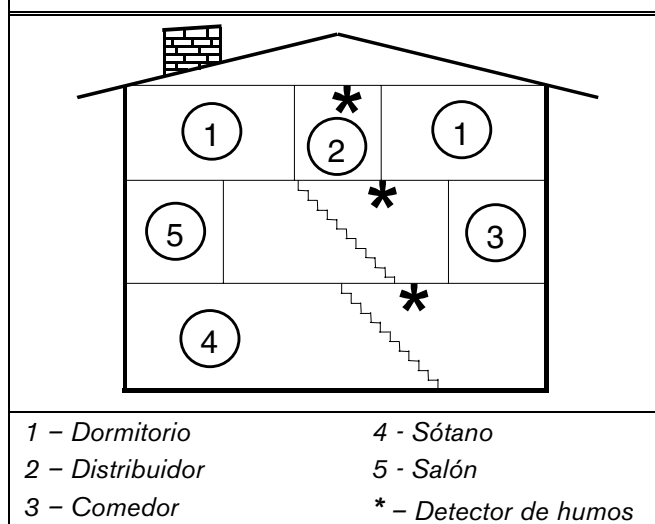 *
1
2
1
*
5
3
*
4
1 – Dormitorio
2 – Distribuidor
3 – Comedor
4 - Sótano
5 - Salón
* – Detector de humos